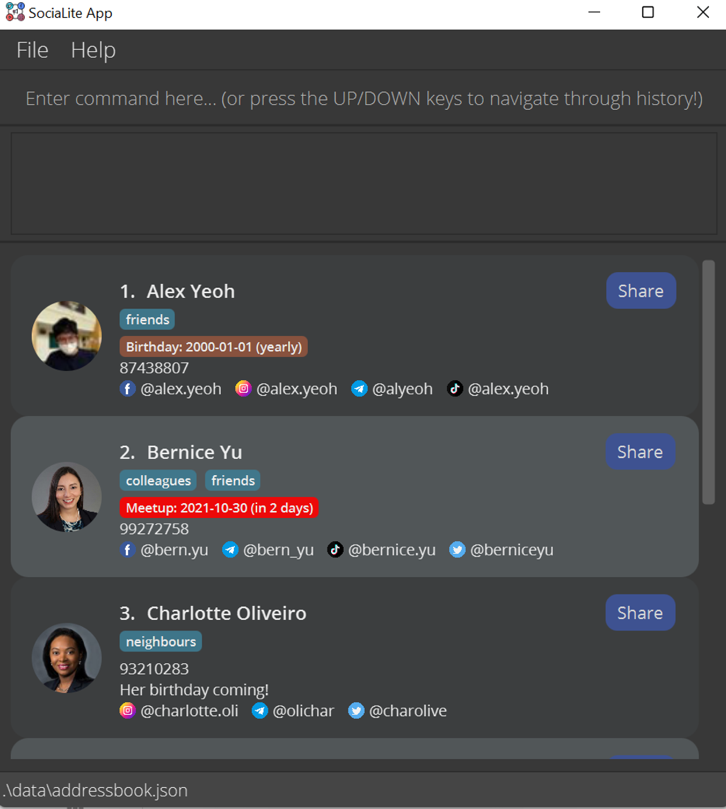 SociaLite App
File Help
Enter command here... (or press the UP/DOWN keys to navigate through history!)
1. Alex Yeoh
Share
friends
Birthday: 2000-01-01 (yearly)
87438807
@alex.yeoh @alex.yeoh @alyeoh @alex.yeoh
2. Bernice Yu
Share
colleagues friends
Meetup: 2021-10-30 (in 2 days)
99272758
@bern.yu @bern_yu @bernice.yu @berniceyu
3. Charlotte Oliveiro
Share
neighbours
93210283
Her birthday coming!
@charlotte.oli @olichar @charolive
.\data\addressbook.json